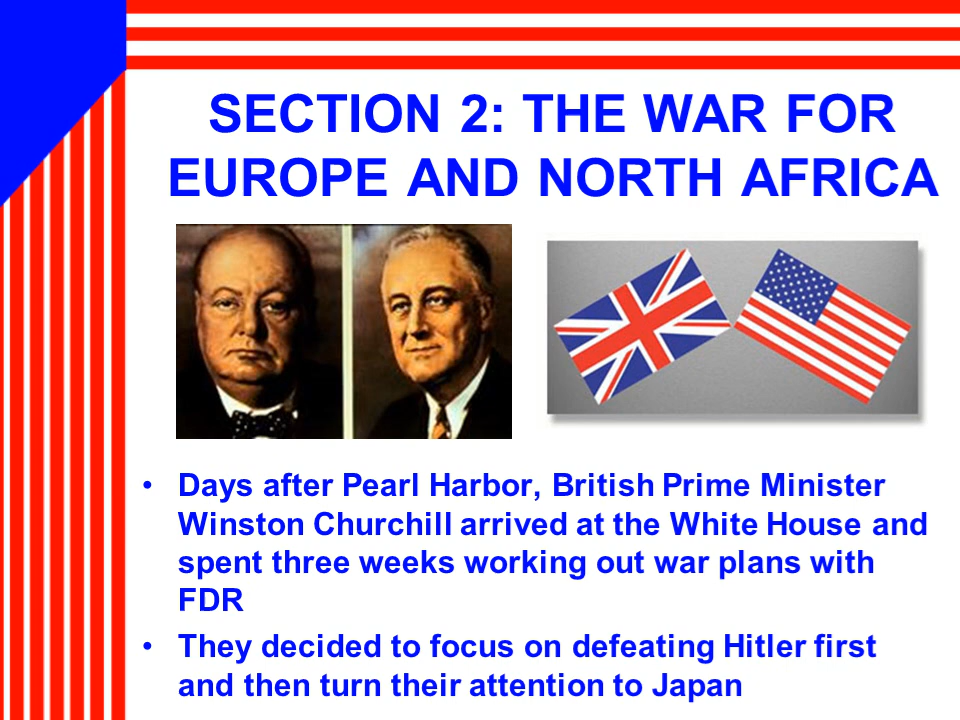 SECTION 2: THE WAR FOR
EUROPE AND NORTH AFRICA
• Days after Pearl Harbor, British Prime Minister
Winston Churchill arrived at the White House and
spent three weeks working out war plans with
FDR
• They decided to focus on defeating Hitler first
and then turn their attention to Japan